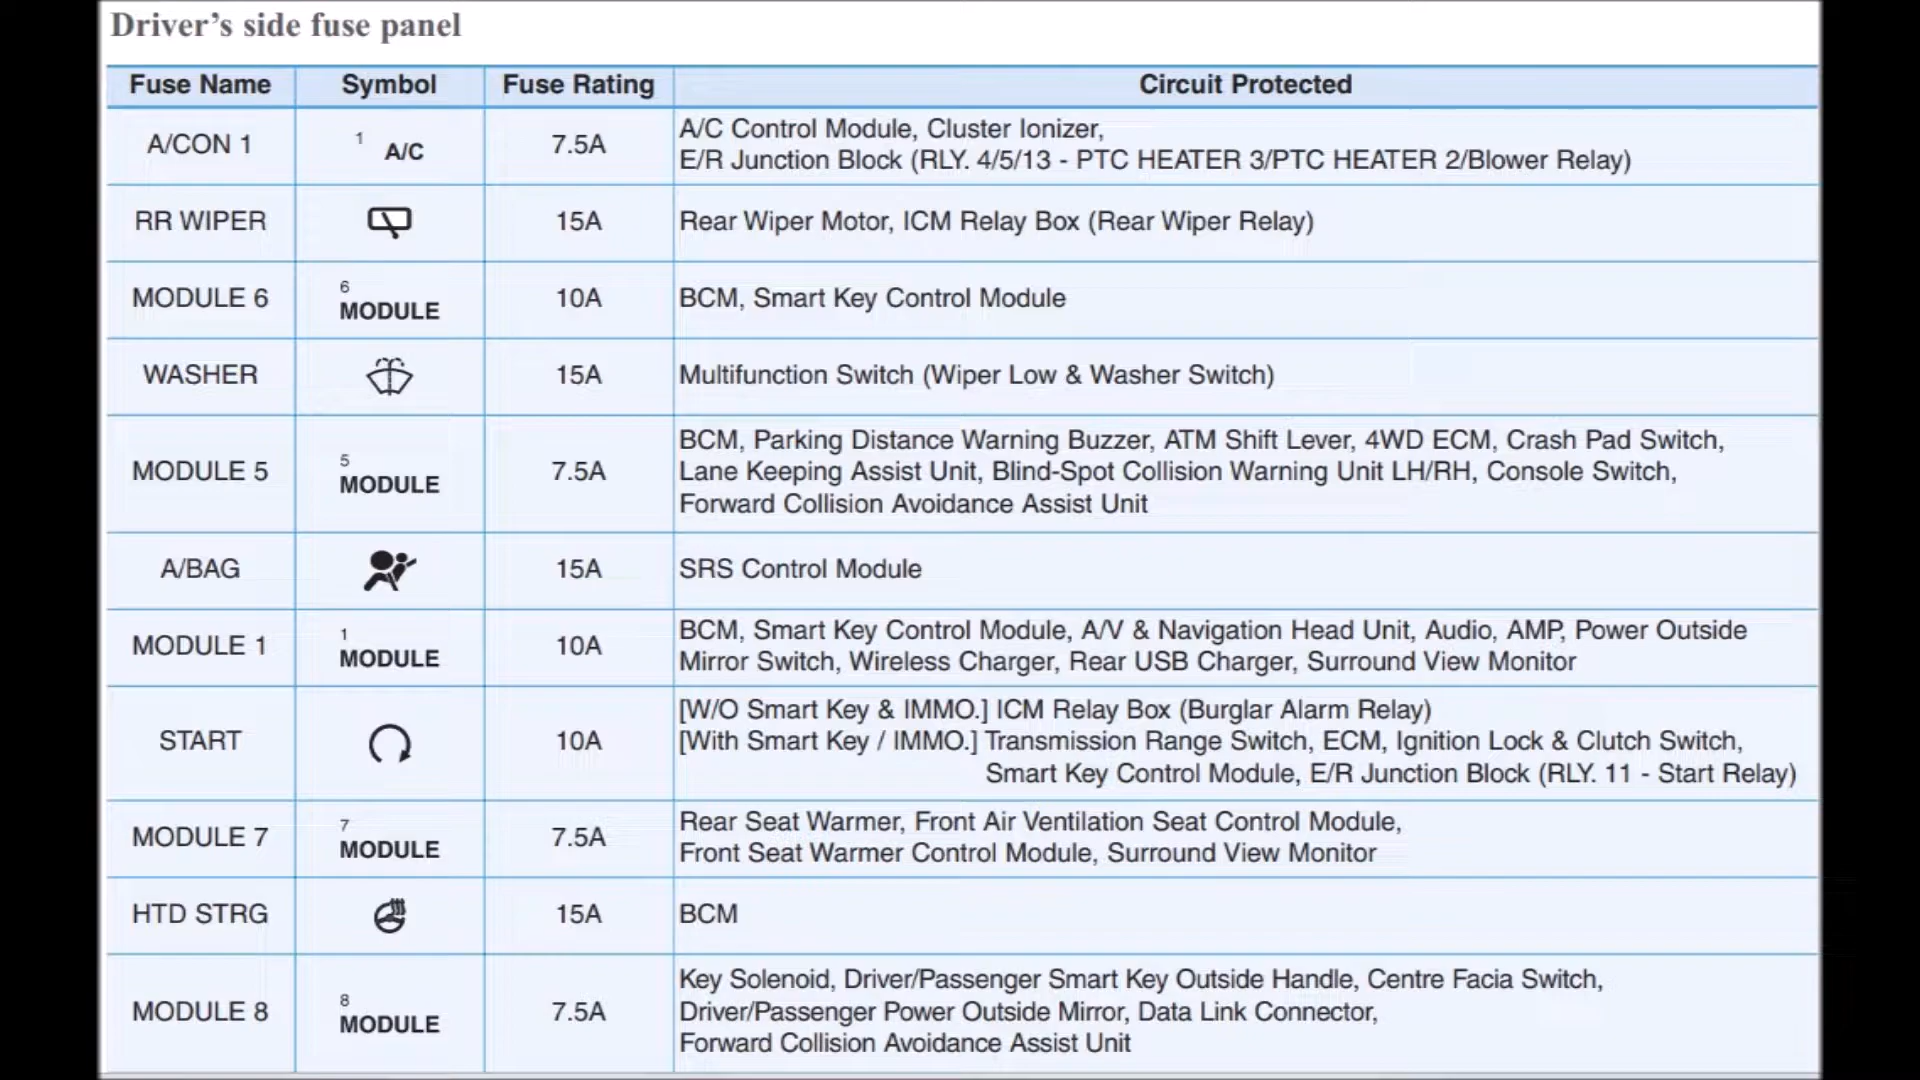 Driver's side fuse panel
Fuse Name Symbol Fuse Rating Circuit Protected
A/CON 1 1 A/C 7.5A A/C Control Module, Cluster Ionizer,
E/R Junction Block (RLY. 4/5/13 - PTC HEATER 3/PTC HEATER 2/Blower Relay)
RR WIPER 15A Rear Wiper Motor, ICM Relay Box (Rear Wiper Relay)
MODULE 6 6 MODULE 10A BCM, Smart Key Control Module
WASHER 15A Multifunction Switch (Wiper Low & Washer Switch)
MODULE 5 5 MODULE 7.5A BCM, Parking Distance Warning Buzzer, ATM Shift Lever, 4WD ECM, Crash Pad Switch,
Lane Keeping Assist Unit, Blind-Spot Collision Warning Unit LH/RH, Console Switch,
Forward Collision Avoidance Assist Unit
A/BAG 15A SRS Control Module
MODULE 1 1 MODULE 10A BCM, Smart Key Control Module, A/V & Navigation Head Unit, Audio, AMP, Power Outside
Mirror Switch, Wireless Charger, Rear USB Charger, Surround View Monitor
START 10A [W/O Smart Key & IMMO.] ICM Relay Box (Burglar Alarm Relay)
[With Smart Key / IMMO.] Transmission Range Switch, ECM, Ignition Lock & Clutch Switch,
Smart Key Control Module, E/R Junction Block (RLY. 11 - Start Relay)
MODULE 7 7 MODULE 7.5A Rear Seat Warmer, Front Air Ventilation Seat Control Module,
Front Seat Warmer Control Module, Surround View Monitor
HTD STRG 15A BCM
MODULE 8 8 MODULE 7.5A Key Solenoid, Driver/Passenger Smart Key Outside Handle, Centre Facia Switch,
Driver/Passenger Power Outside Mirror, Data Link Connector,
Forward Collision Avoidance Assist Unit